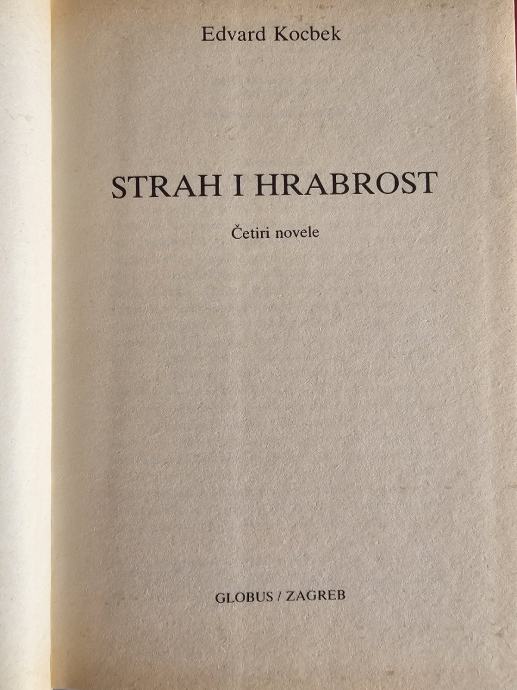 Edvard Kocbek
STRAH I HRABROST
Četiri novele
GLOBUS / ZAGREB